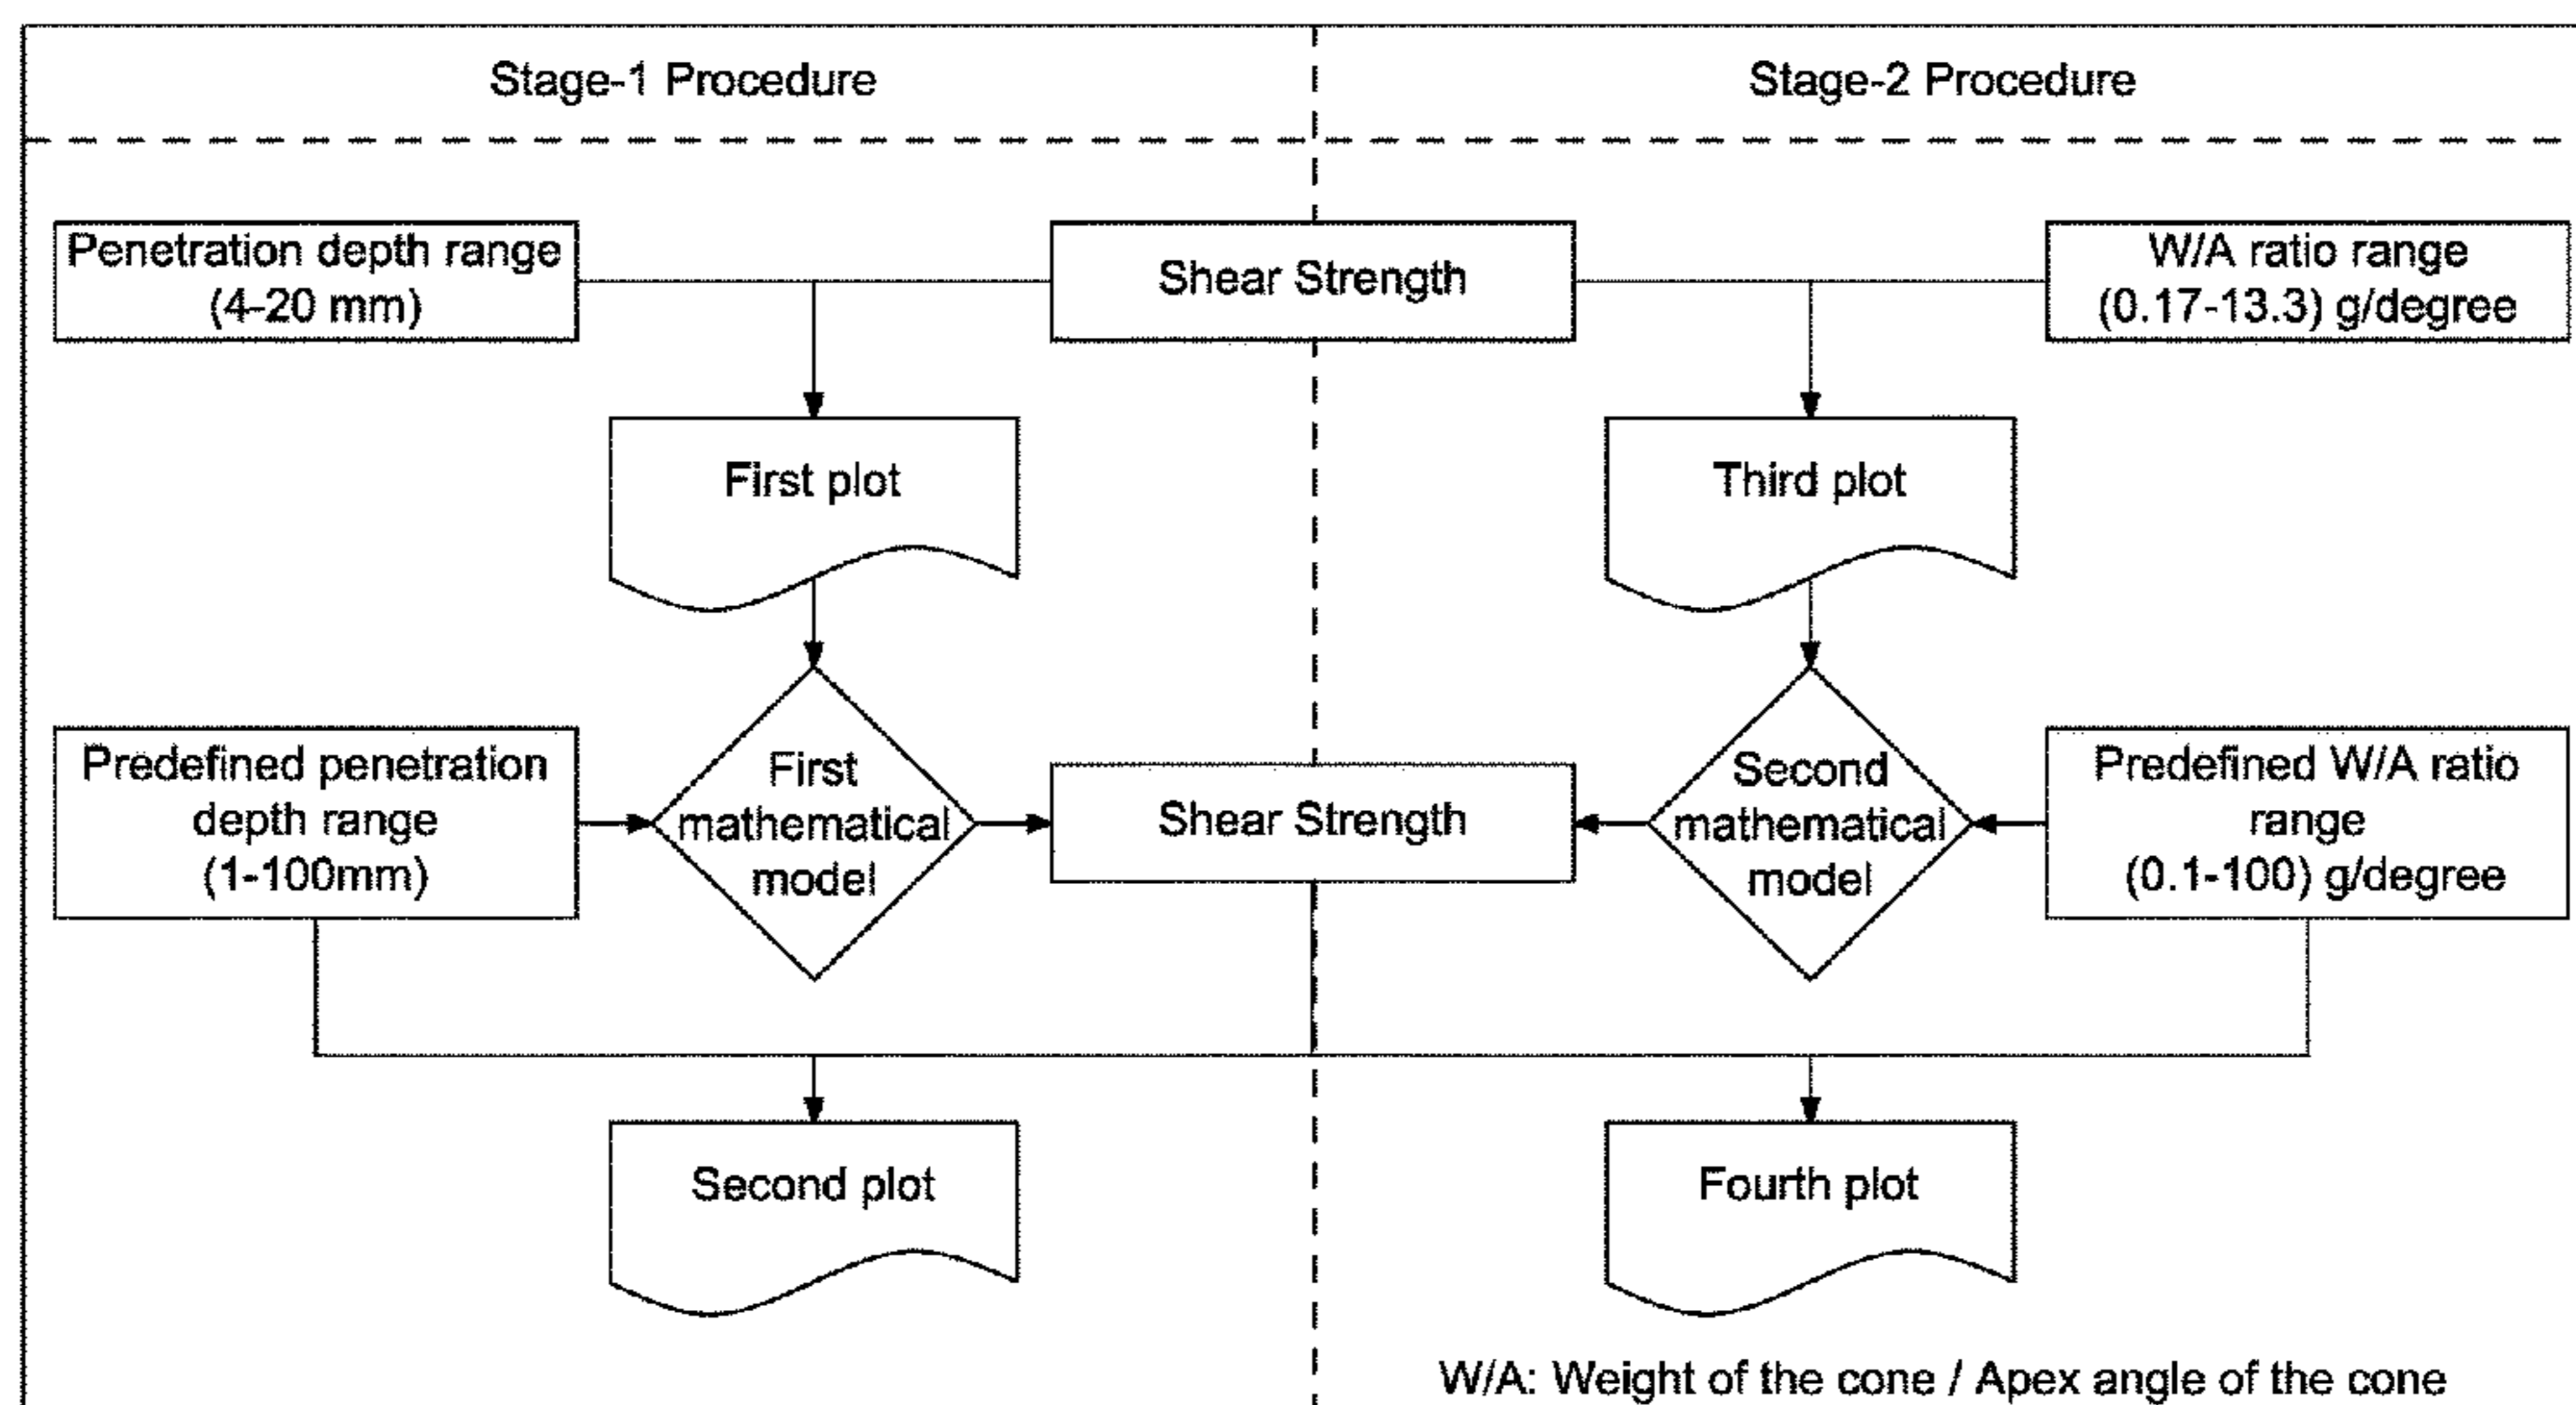 Stage-1 Procedure
Stage-2 Procedure
Penetration depth range
(4-20 mm)
Shear Strength
W/A ratio range
(0.17-13.3) g/degree
First plot
Third plot
Predefined penetration
depth range
(1-100mm)
First
mathematical
model
Shear Strength
Second
mathematical
model
Predefined W/A ratio
range
(0.1-100) g/degree
Second plot
Fourth plot
W/A: Weight of the cone / Apex angle of the cone